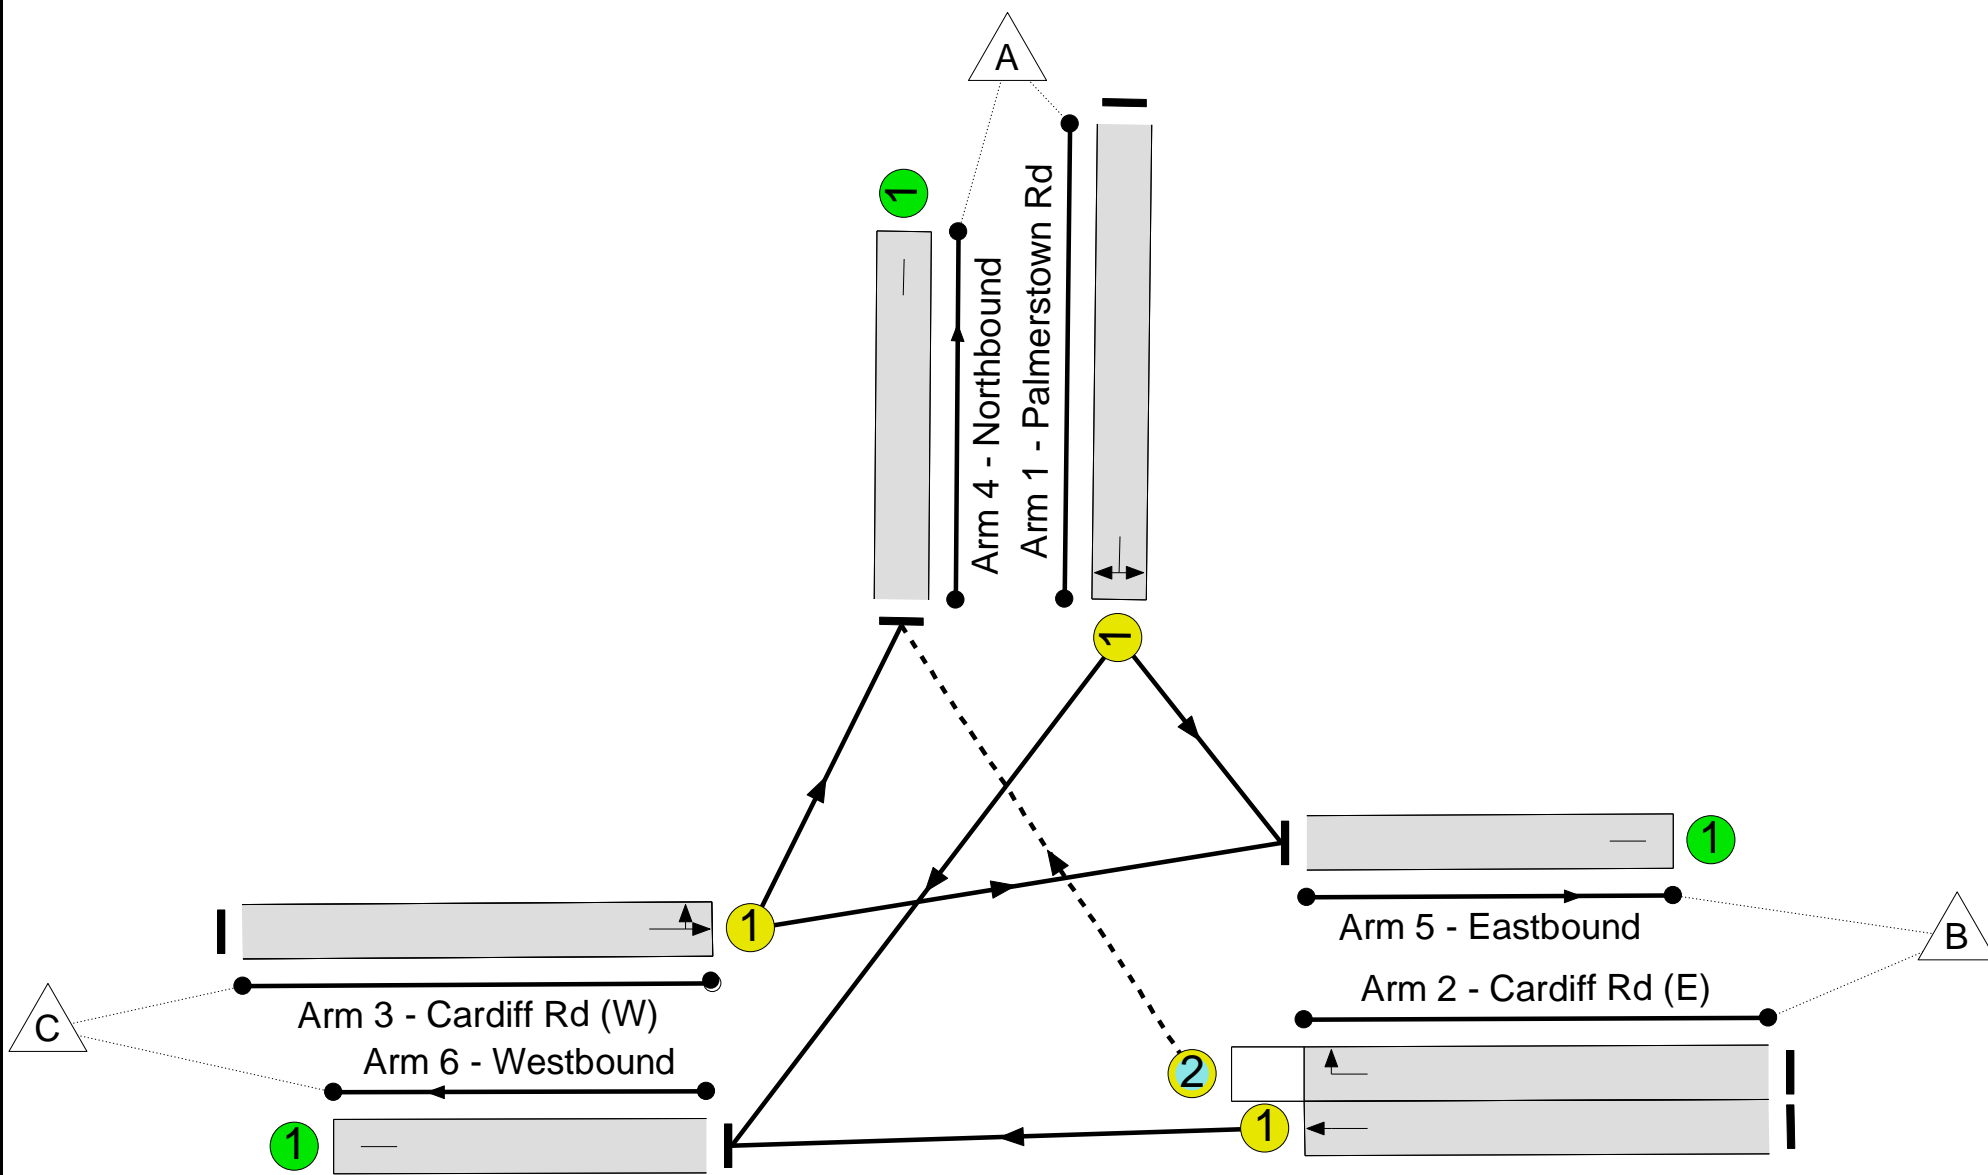 A
1
Arm 4 - Northbound
Arm 1 - Palmerstown Rd
1
1
1
Arm 5 - Eastbound
B
1
Arm 3 - Cardiff Rd (W)
C
Arm 2 - Cardiff Rd (E)
Arm 6 - Westbound
2
1
1